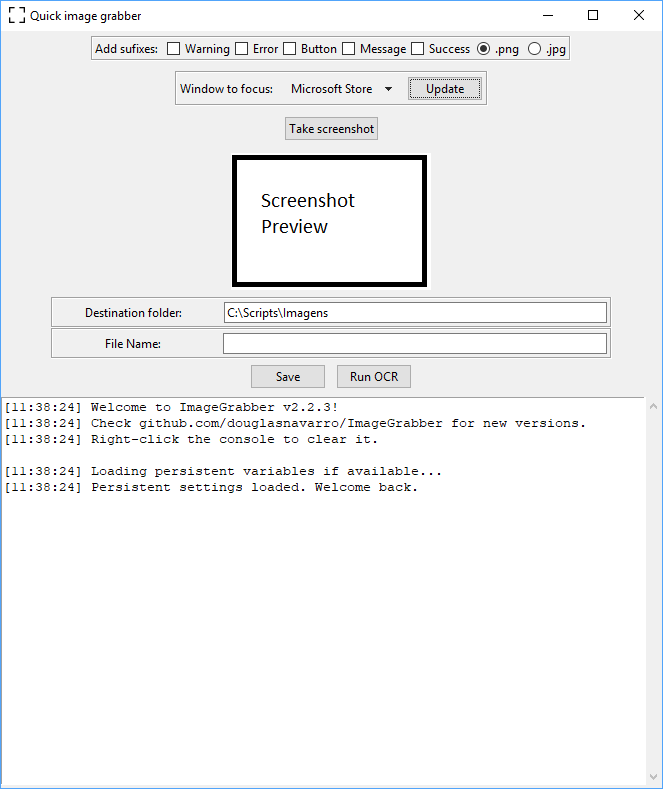 Quick image grabber
Add sufixes: Warning Error Button Message Success .png .jpg
Window to focus: Microsoft Store Update
Take screenshot
Screenshot
Preview
Destination folder: C:\Scripts\Imagens
File Name:
Save Run OCR
[11:38:24] Welcome to ImageGrabber v2.2.3!
[11:38:24] Check github.com/douglasnavarro/ImageGrabber for new versions.
[11:38:24] Right-click the console to clear it.
[11:38:24] Loading persistent variables if available...
[11:38:24] Persistent settings loaded. Welcome back.